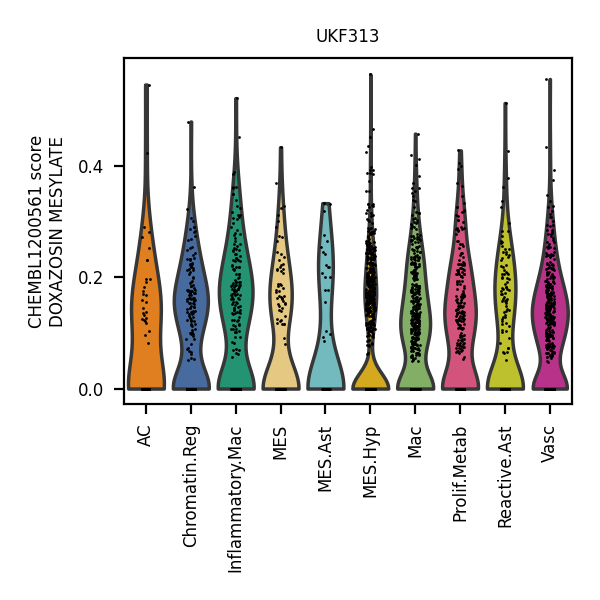 UKF313
CHEMBL1200561 score
DOXAZOSIN MESYLATE
0.4
0.2
0.0
AC
Chromatin.Reg
Inflammatory.Mac
MES
MES.Ast
MES.Hyp
Mac
Prolif.Metab
Reactive.Ast
Vasc